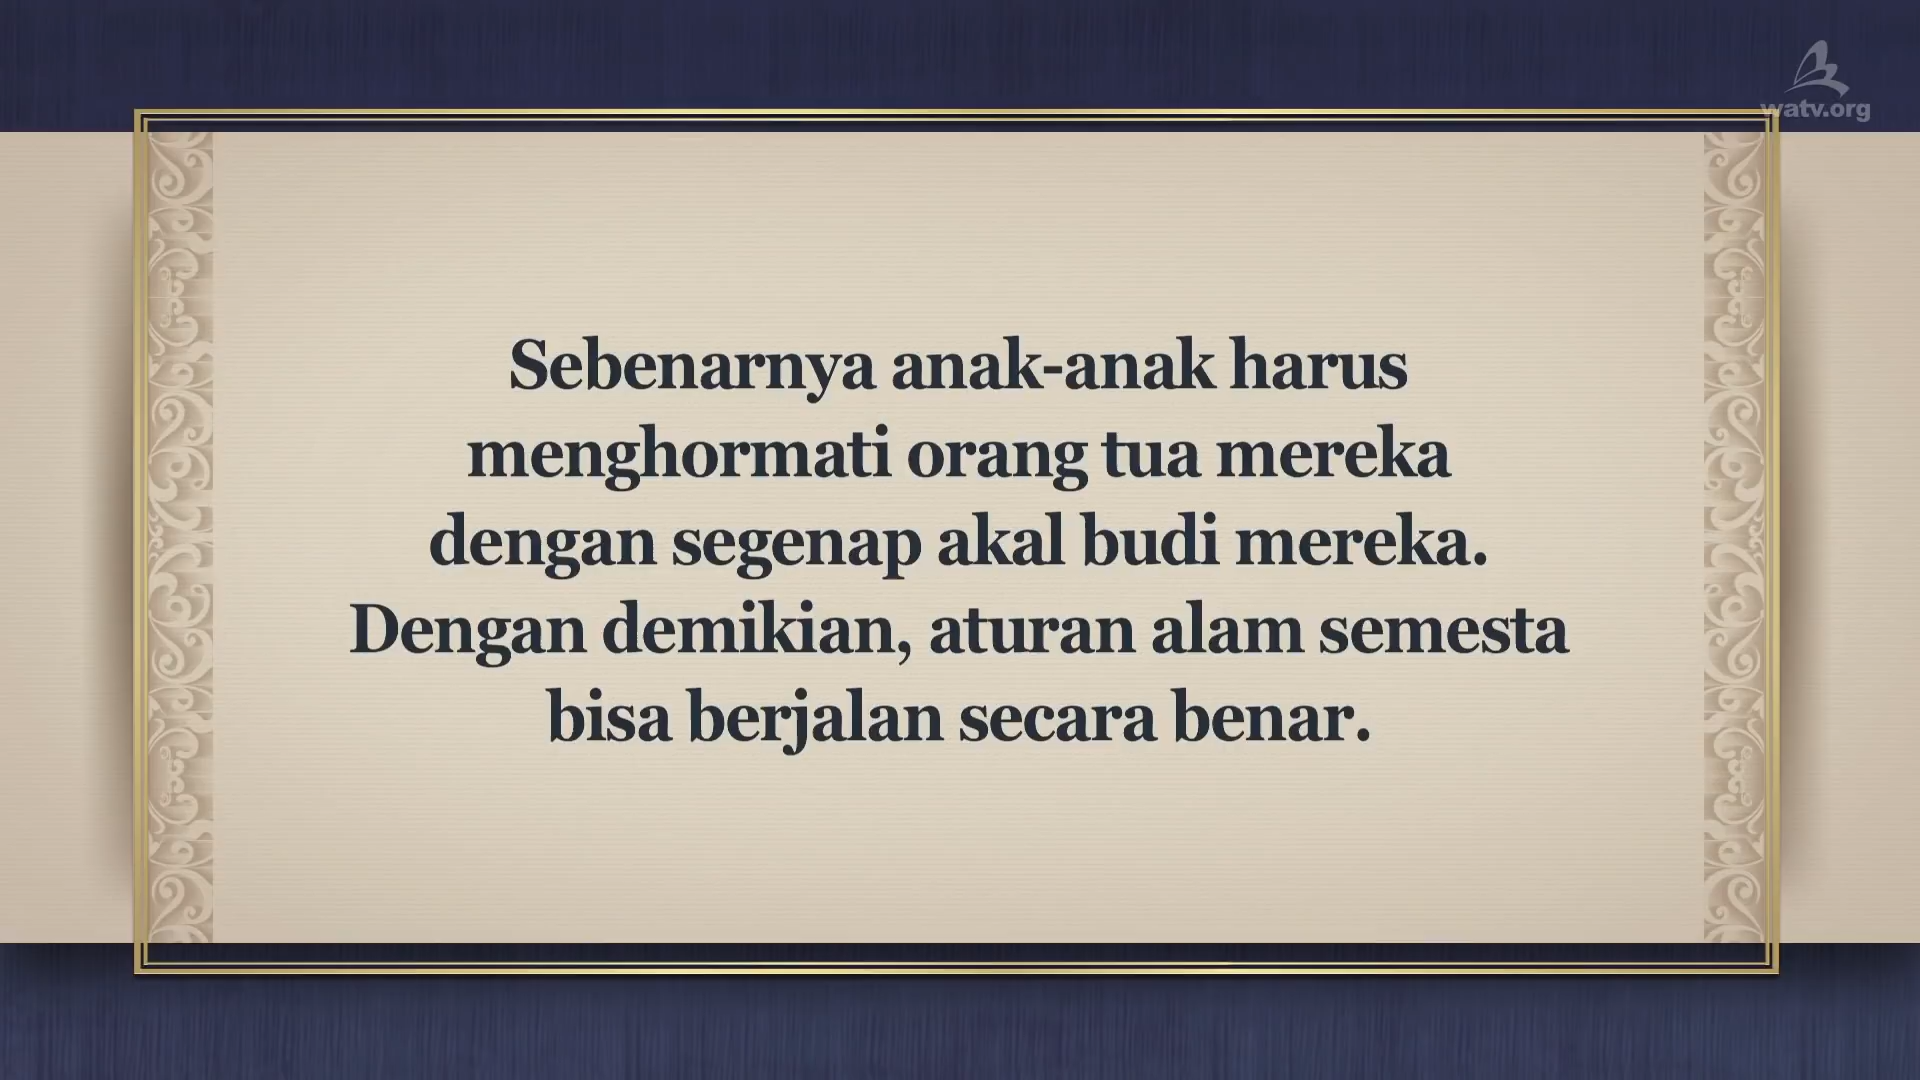 watv.org
Sebenarnya anak-anak harus
menghormati orang tua mereka
dengan segenap akal budi mereka.
Dengan demikian, aturan alam semesta
bisa berjalan secara benar.